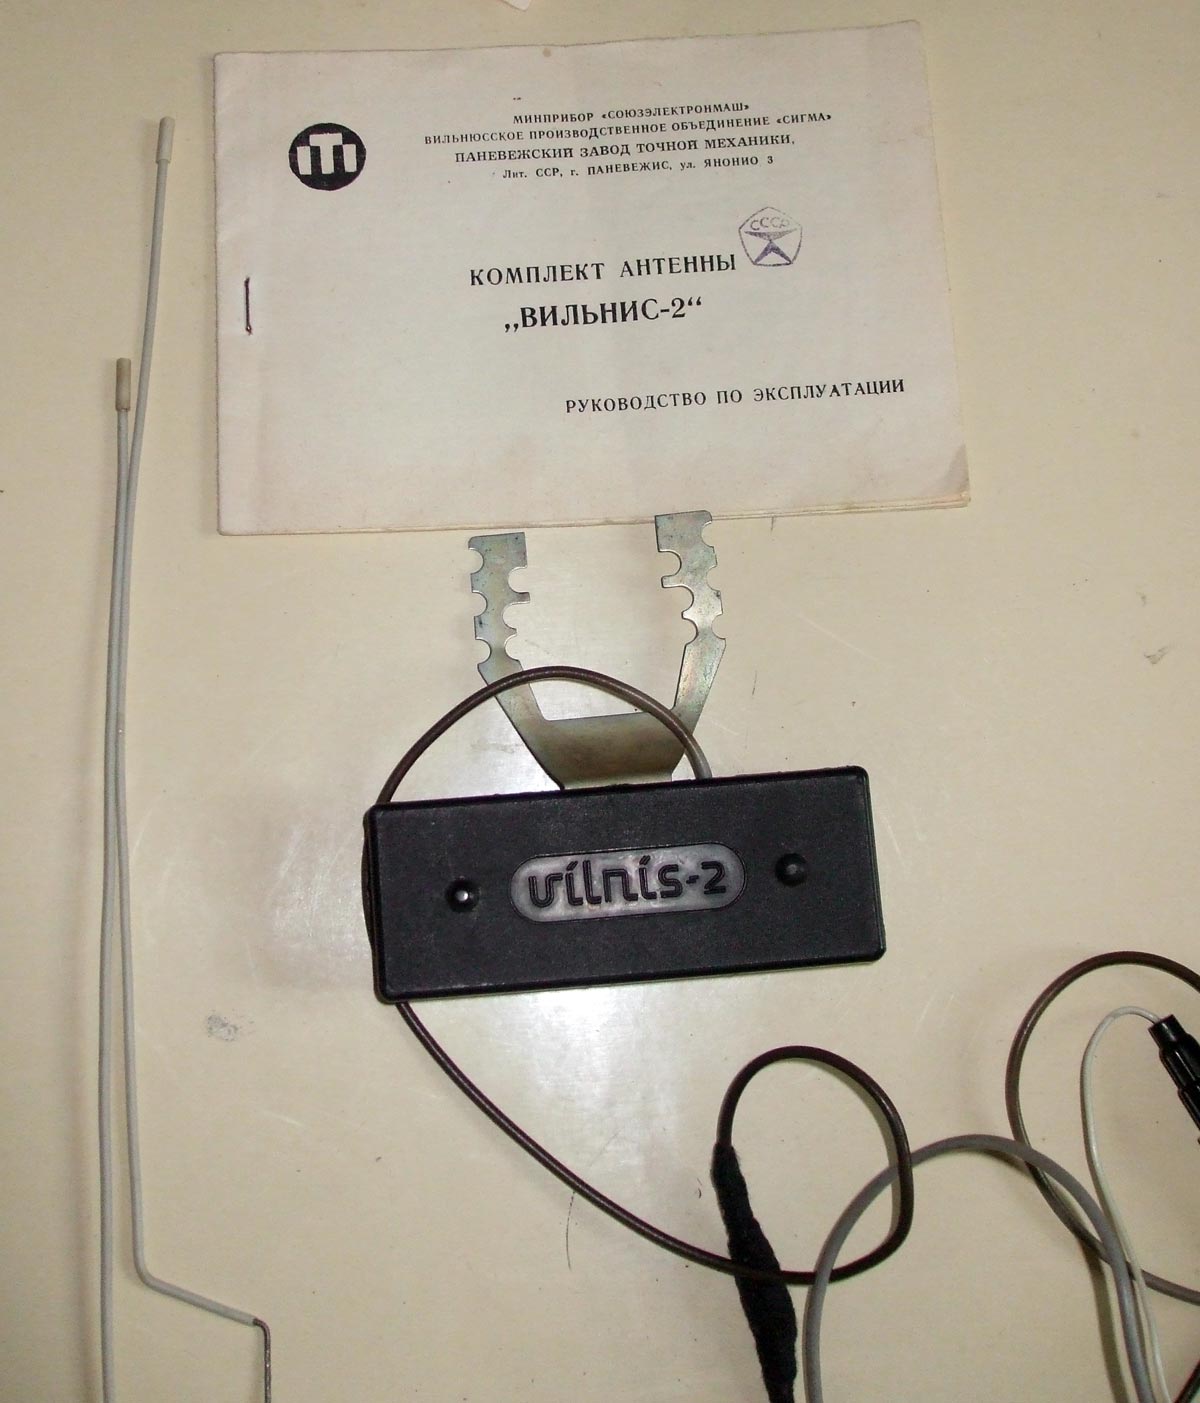 МИНПРИБОР «СОЮЗЭЛЕКТРОНМАШ»
ВИЛЬНЮССКОЕ ПРОИЗВОДСТВЕННОЕ ОБЪЕДИНЕНИЕ «СИГМА»
ПАНЕВЕЖСКИЙ ЗАВОД ТОЧНОЙ МЕХАНИКИ,
Лит. ССР, г. ПАНЕВЕЖИС, ул. ЯНОНИО 3
СССР
КОМПЛЕКТ АНТЕННЫ
„ВИЛЬНИС-2“
РУКОВОДСТВО ПО ЭКСПЛУАТАЦИИ
vilnis-2